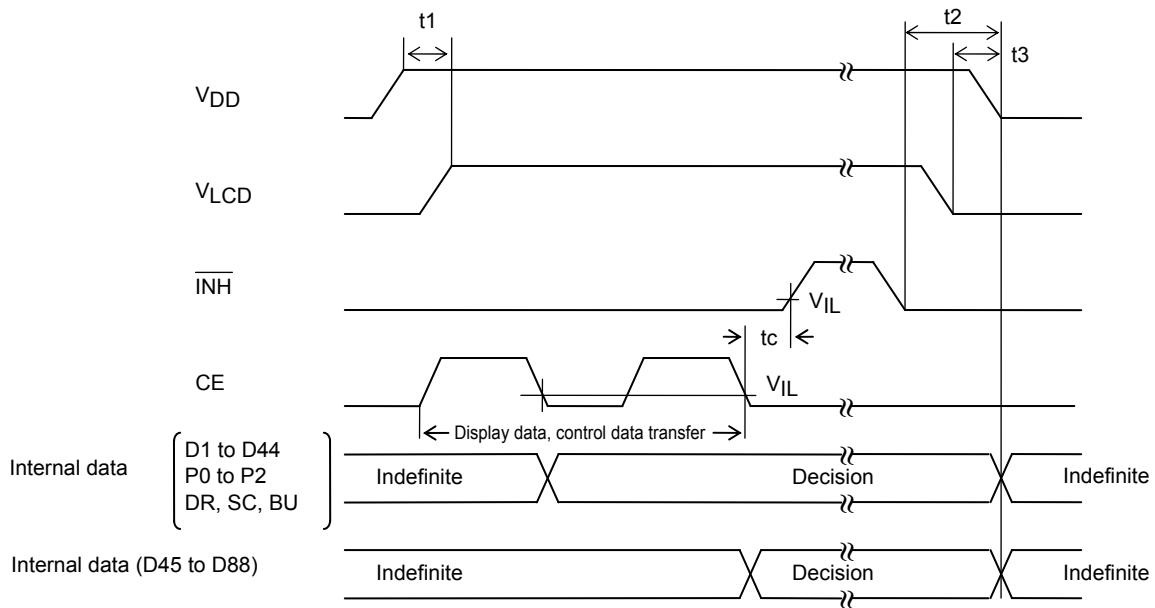 t1
t2
t3
VDD
VLCD
INH
VIL
tc
CE
VIL
Display data, control data transfer
Internal data
D1 to D44
P0 to P2
DR, SC, BU
Indefinite
Decision
Indefinite
Internal data (D45 to D88)
Indefinite
Decision
Indefinite